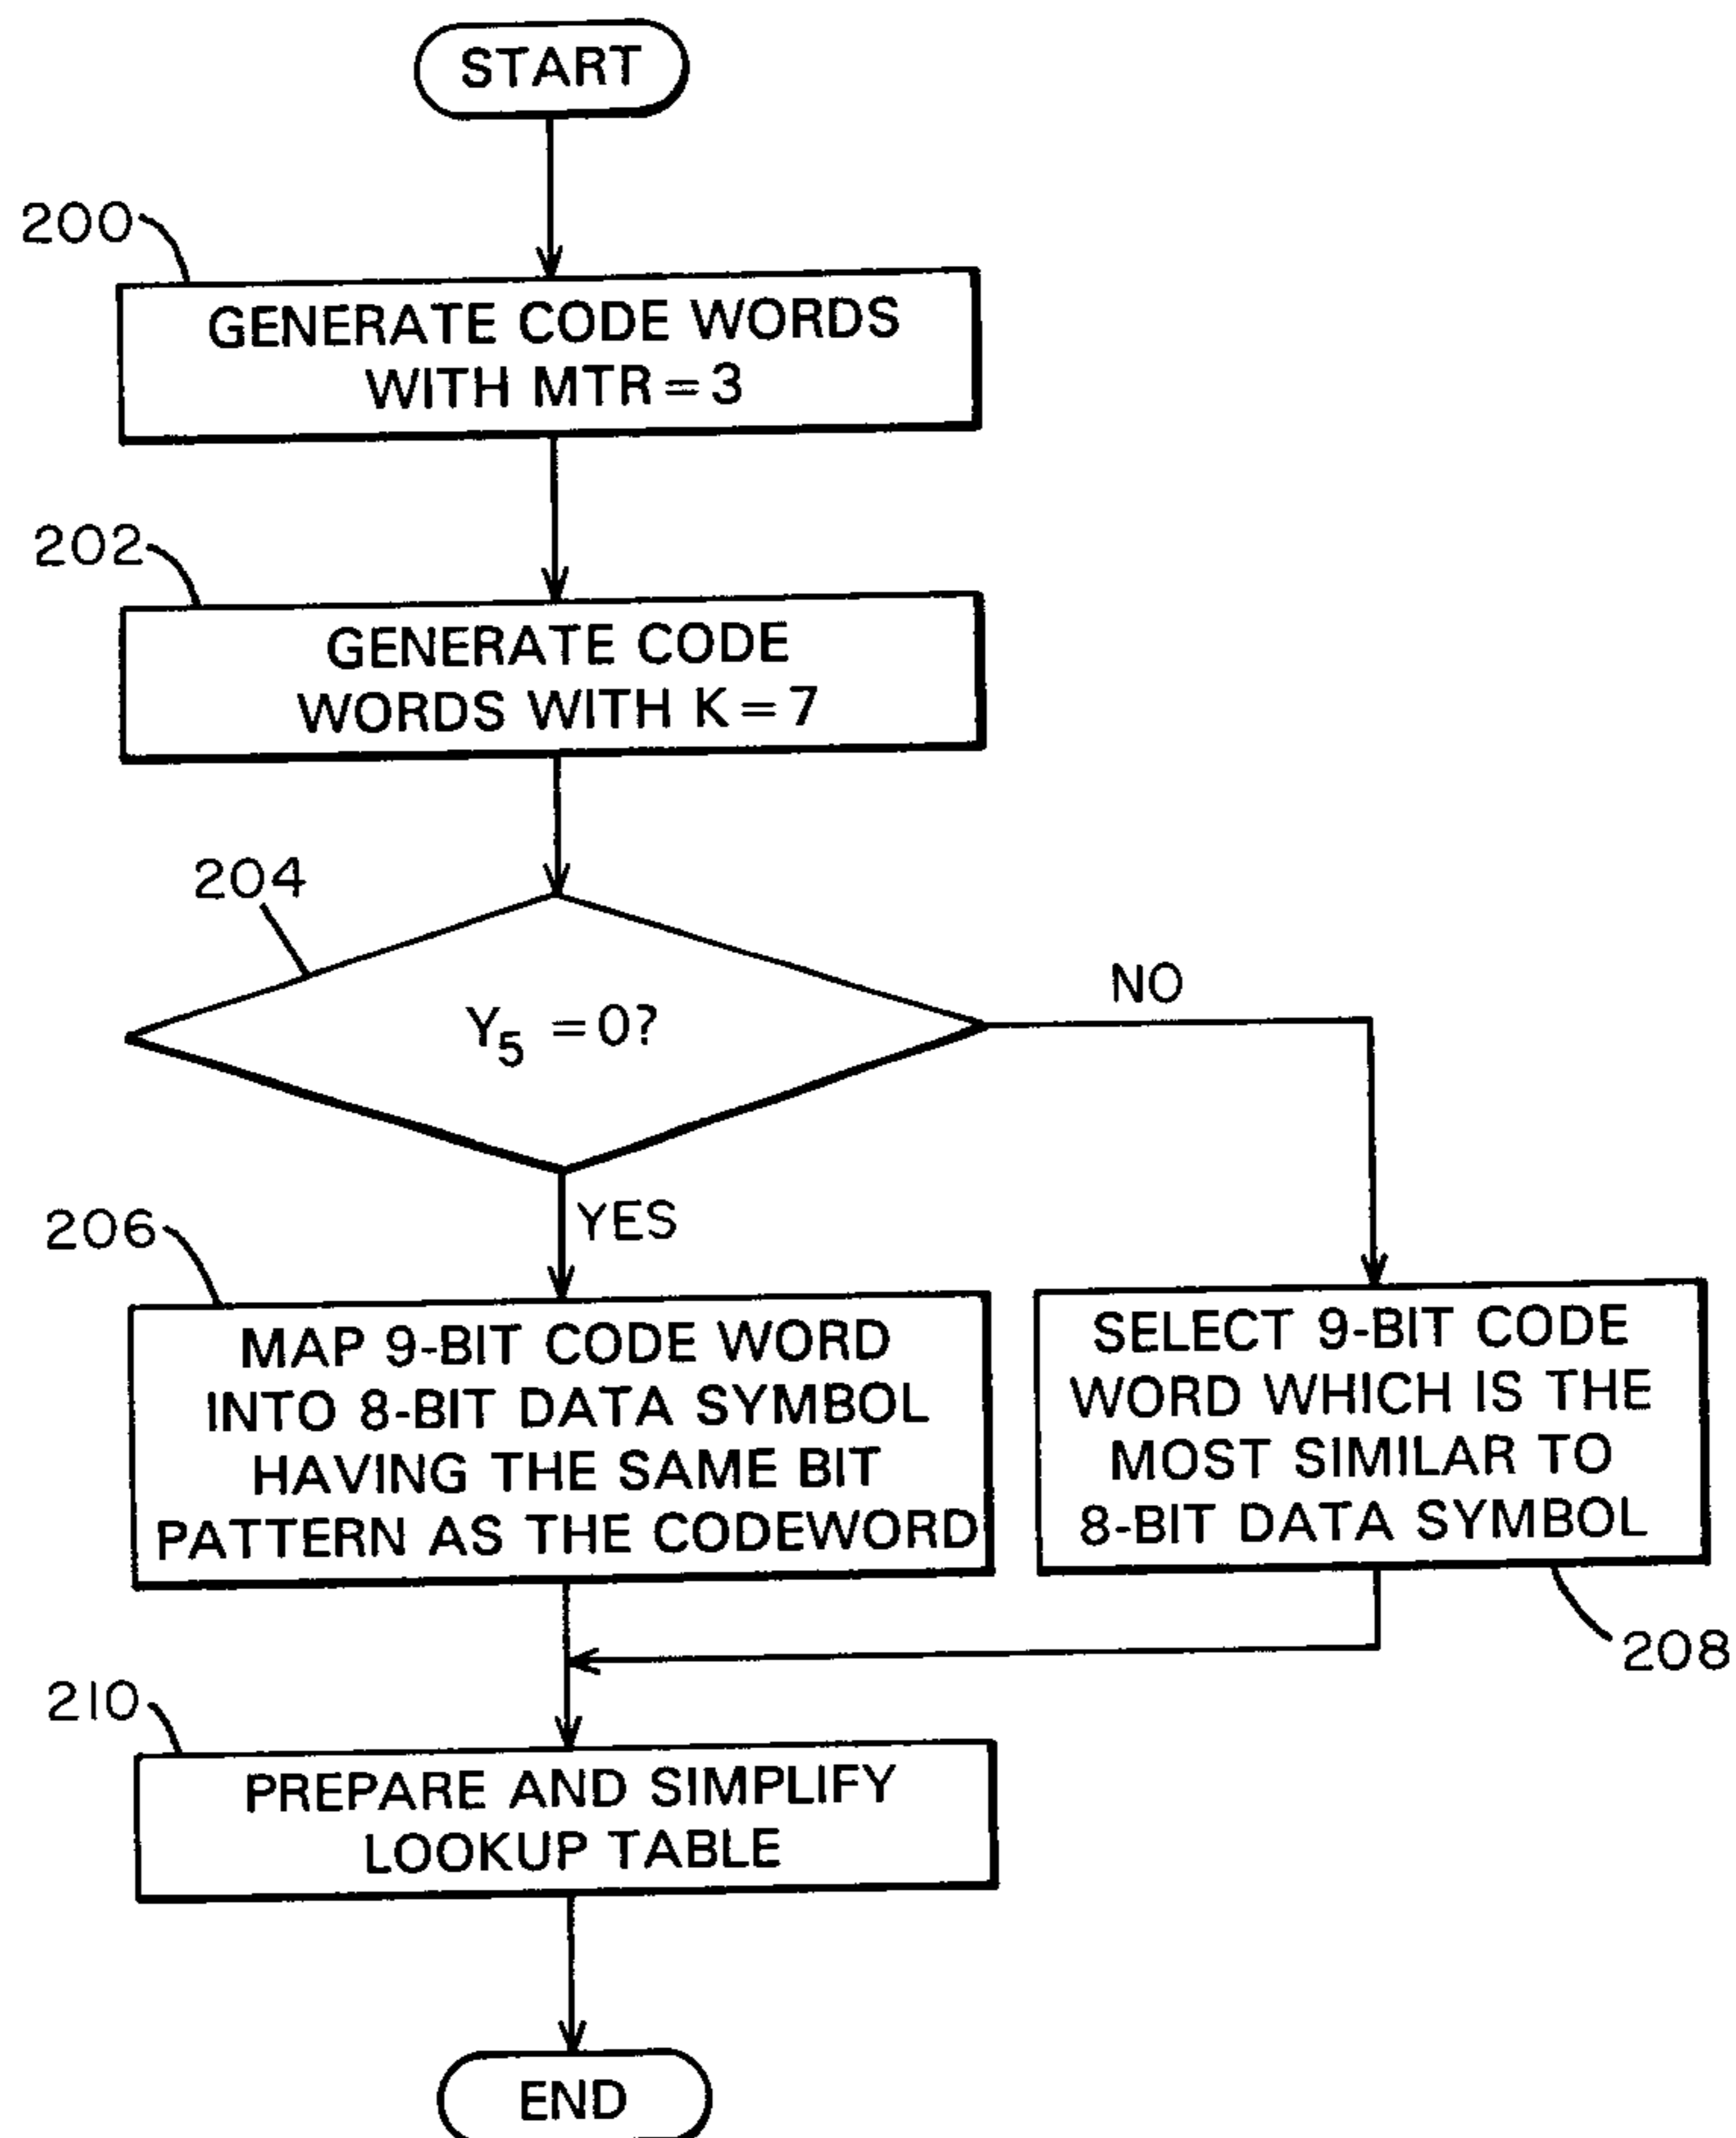 START
200
GENERATE CODE WORDS
WITH MTR=3
202
GENERATE CODE
WORDS WITH K=7
204
Y5 =0?
NO
YES
206
MAP 9-BIT CODE WORD
INTO 8-BIT DATA SYMBOL
HAVING THE SAME BIT
PATTERN AS THE CODEWORD
SELECT 9-BIT CODE
WORD WHICH IS THE
MOST SIMILAR TO
8-BIT DATA SYMBOL
208
210
PREPARE AND SIMPLIFY
LOOKUP TABLE
END